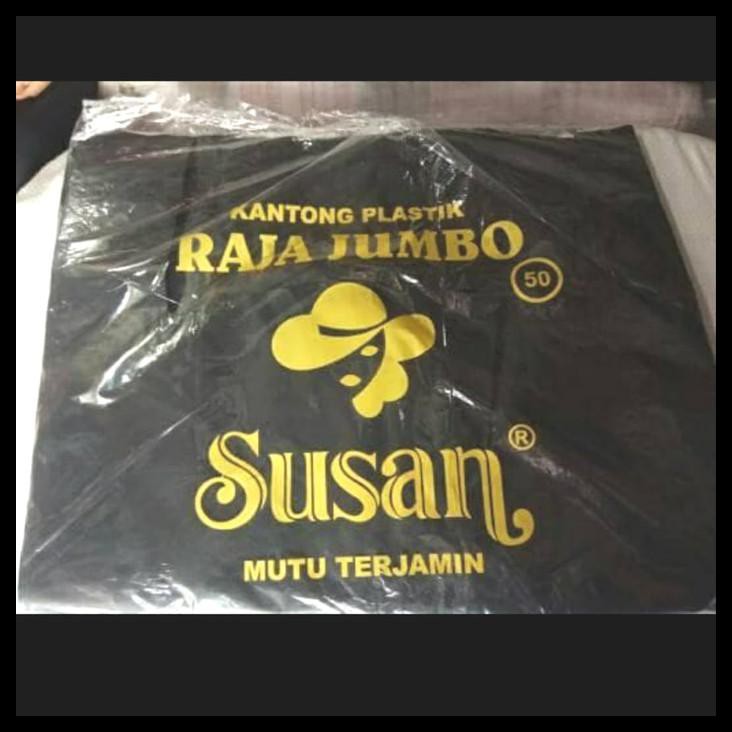 KANTONG PLASTIK
RAJA JUMBO
50
Susan®
MUTU TERJAMIN